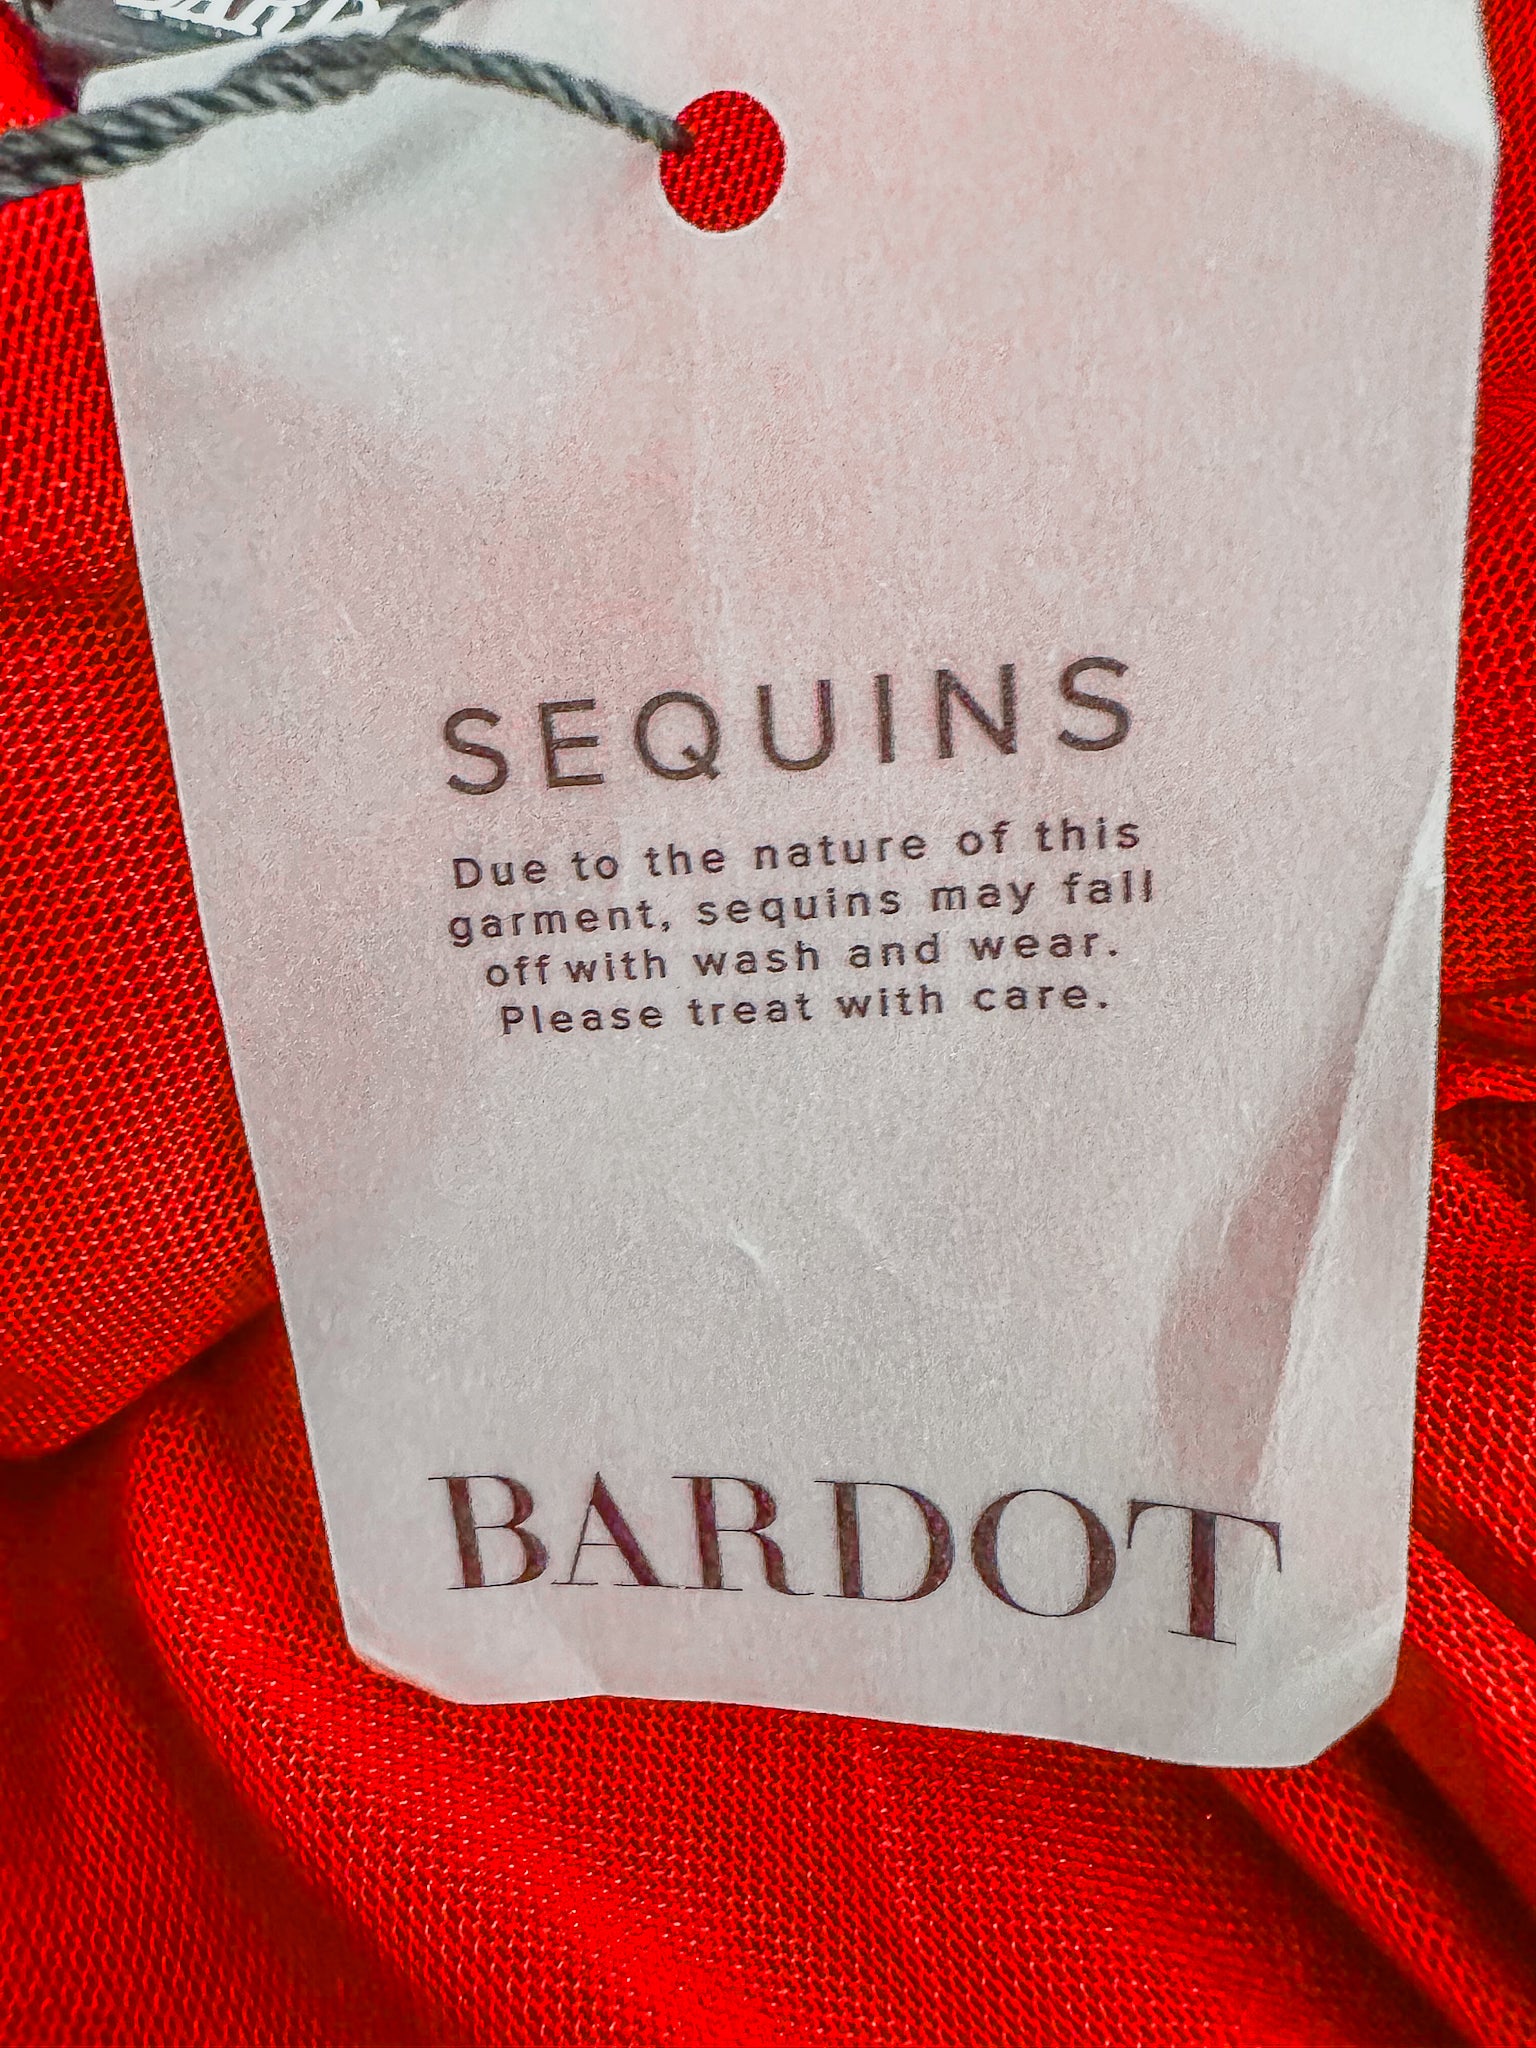 SEQUINS
Due to the nature of this
garment, sequins may fall
off with wash and wear.
Please treat with care.
BARDOT